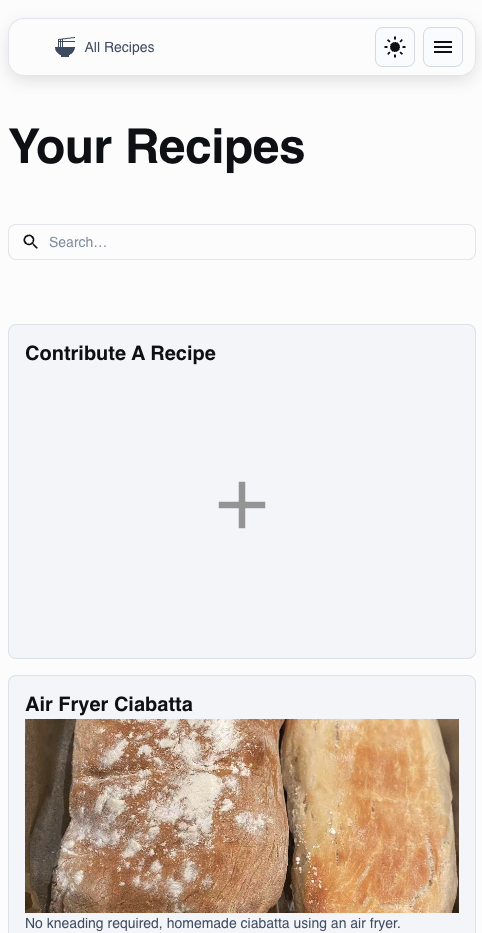 All Recipes
Your Recipes
Search…
Contribute A Recipe
Air Fryer Ciabatta
No kneading required, homemade ciabatta using an air fryer.